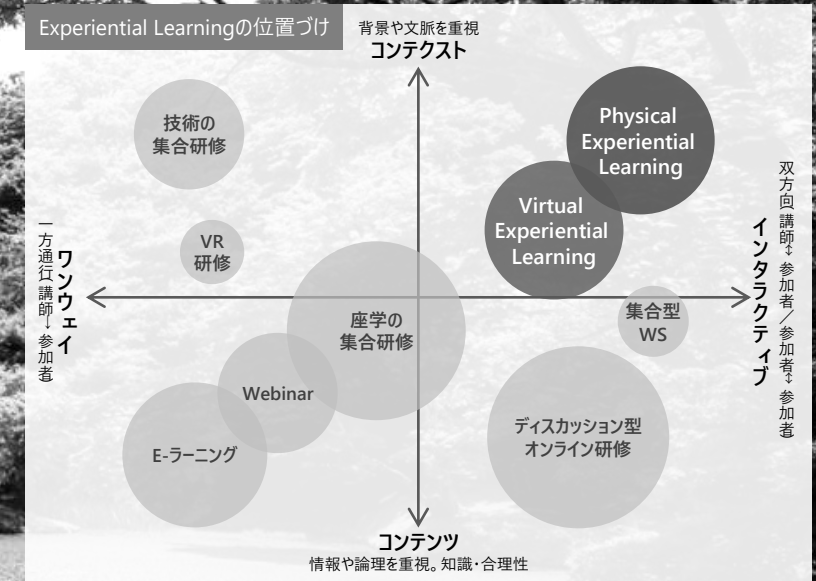 Experiential Learningの位置づけ
背景や文脈を重視
コンテクスト
技術の
集合研修
Physical
Experiential
Learning
Virtual
Experiential
Learning
VR
研修
ワンウェイ
一方通行(講師→参加者)
インタラクティブ
双方向(講師↔参加者/参加者↔参加者)
座学の
集合研修
集合型
WS
Webinar
E-ラーニング
ディスカッション型
オンライン研修
コンテンツ
情報や論理を重視。知識・合理性